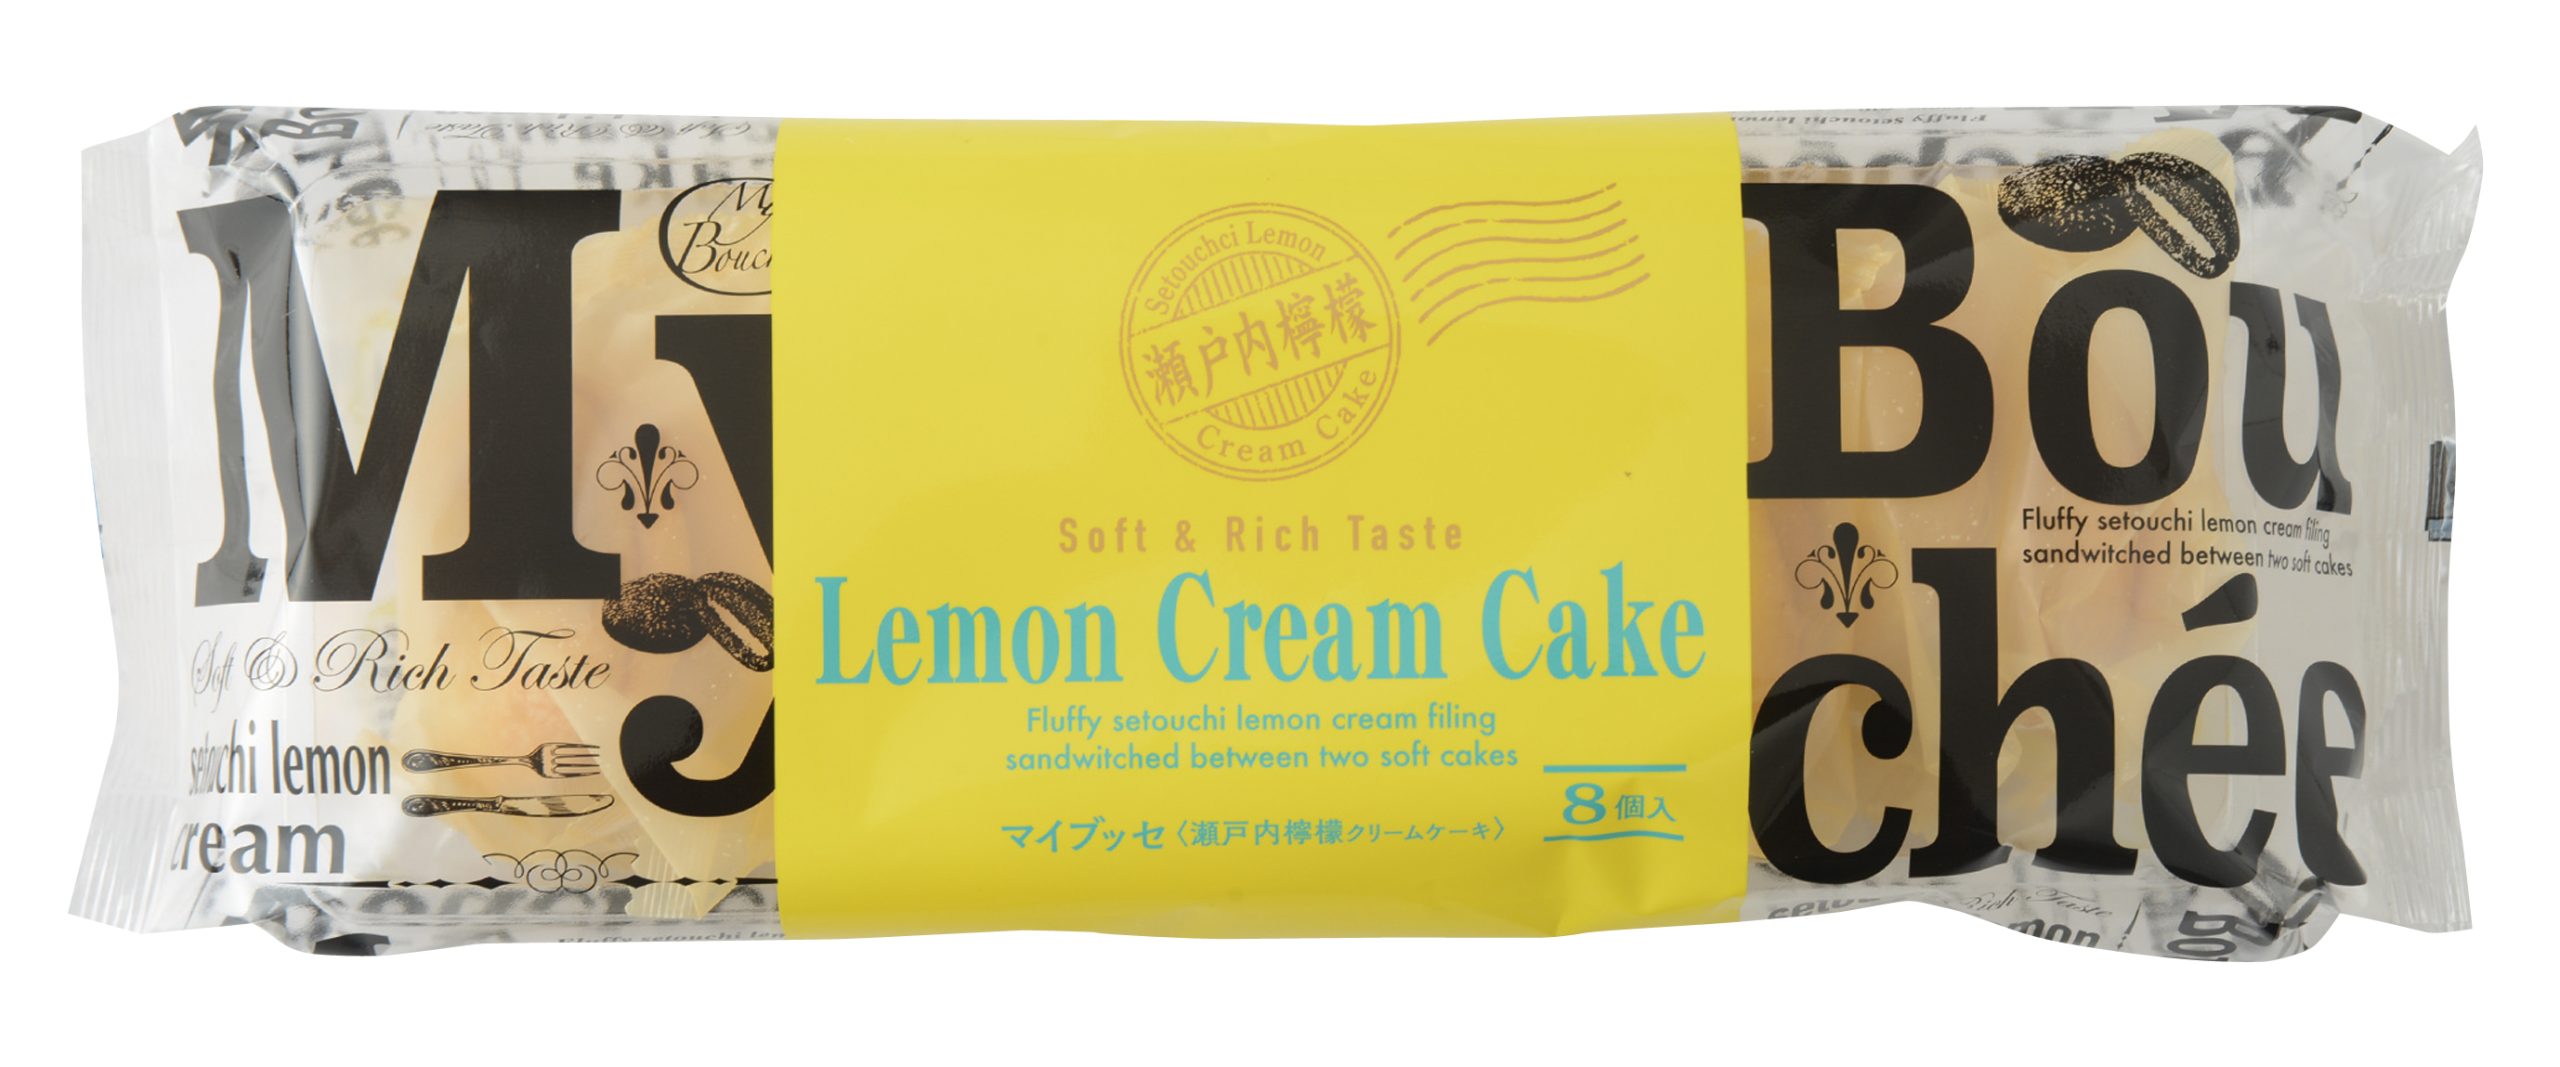 My
Soft & Rich Taste
setouchi lemon
cream
Setouchci Lemon
瀬戸内檸檬
Cream Cake
Soft & Rich Taste
Lemon Cream Cake
Fluffy setouchi lemon cream filing
sandwitched between two soft cakes
マイブッセ〈瀬戸内檸檬クリームケーキ〉
8個入
Bou
Fluffy setouchi lemon cream filing
sandwitched between two soft cakes
chée